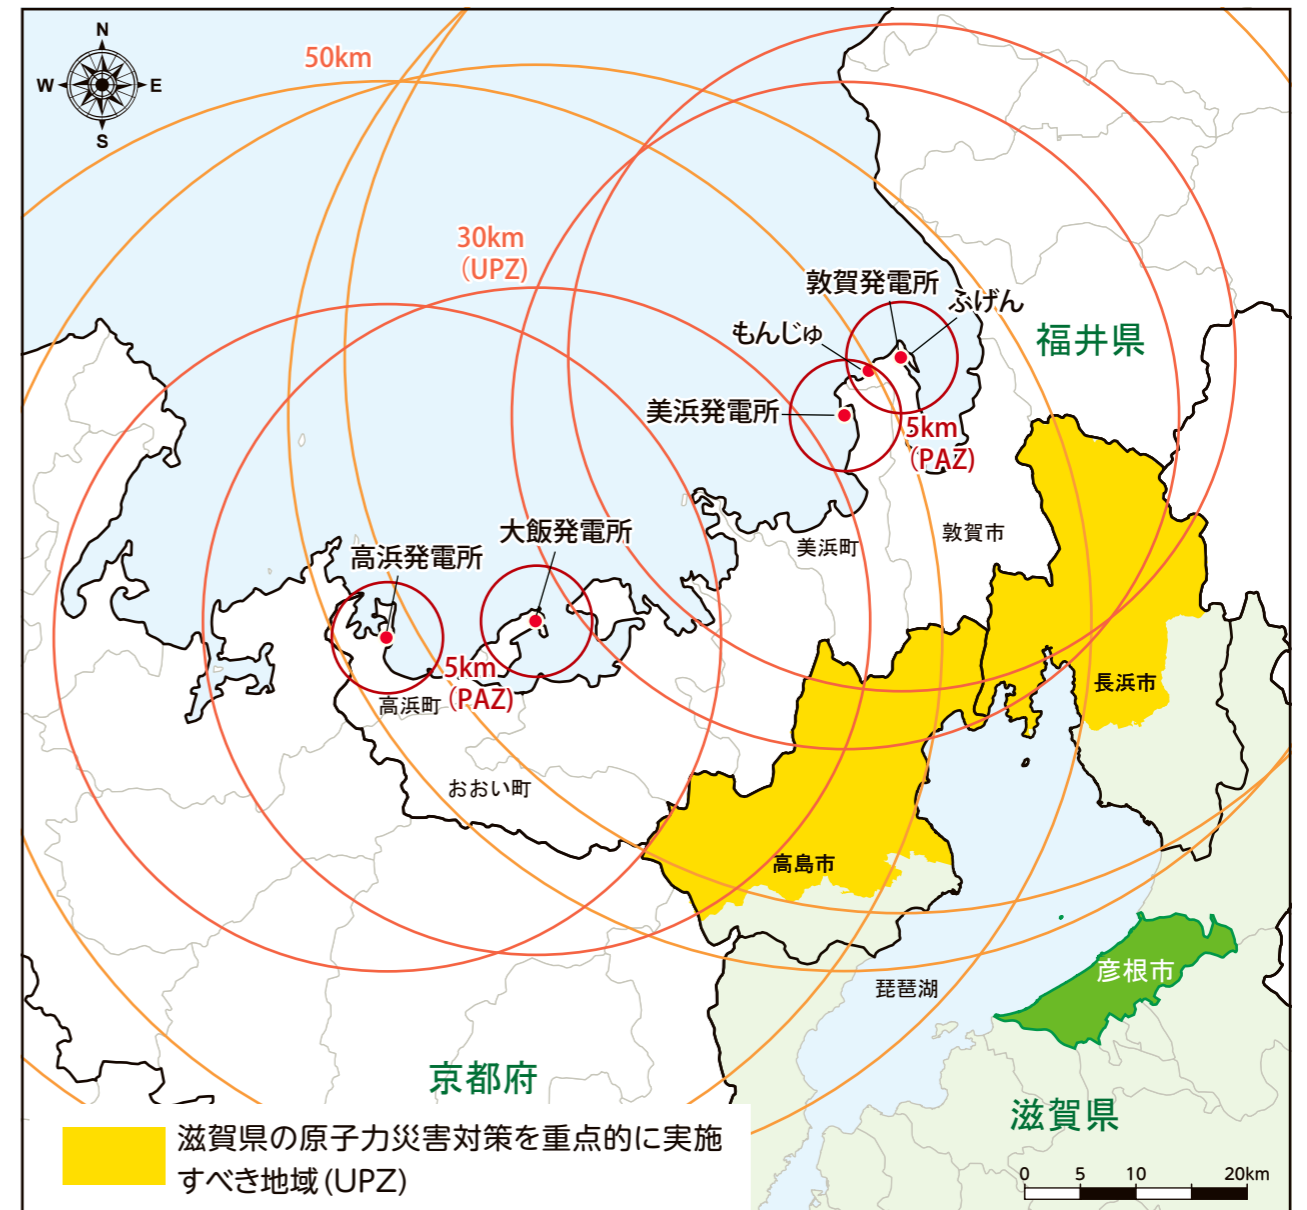 N
W
E
S
50km
30km
(UPZ)
敦賀発電所
ふげん
もんじゅ
福井県
美浜発電所
5km
(PAZ)
大飯発電所
美浜町
敦賀市
高浜発電所
5km
(PAZ)
高浜町
長浜市
おおい町
高島市
彦根市
琵琶湖
京都府
滋賀県
滋賀県の原子力災害対策を重点的に実施
すべき地域(UPZ)
0 5 10 20km